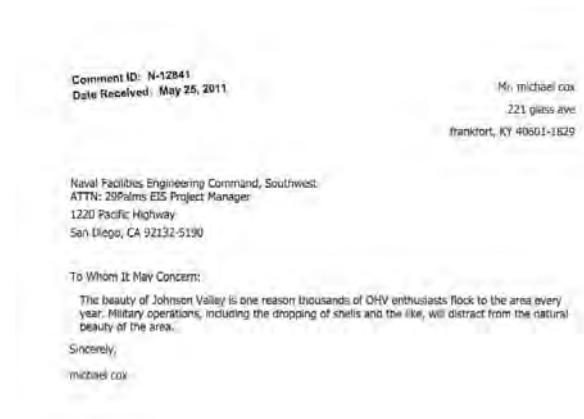 Comment ID: N-12841
Date Received: May 25, 2011
Mr. michael cox
221 glass ave
frankfort, KY 40601-1829
Naval Facilities Engineering Command, Southwest
ATTN: 29Palms EIS Project Manager
1220 Pacific Highway
San Diego, CA 92132-5190
To Whom It May Concern:
The beauty of Johnson Valley is one reason thousands of OHV enthusiasts flock to the area every
year. Military operations, including the dropping of shells and the like, will distract from the natural
beauty of the area.
Sincerely,
michael cox